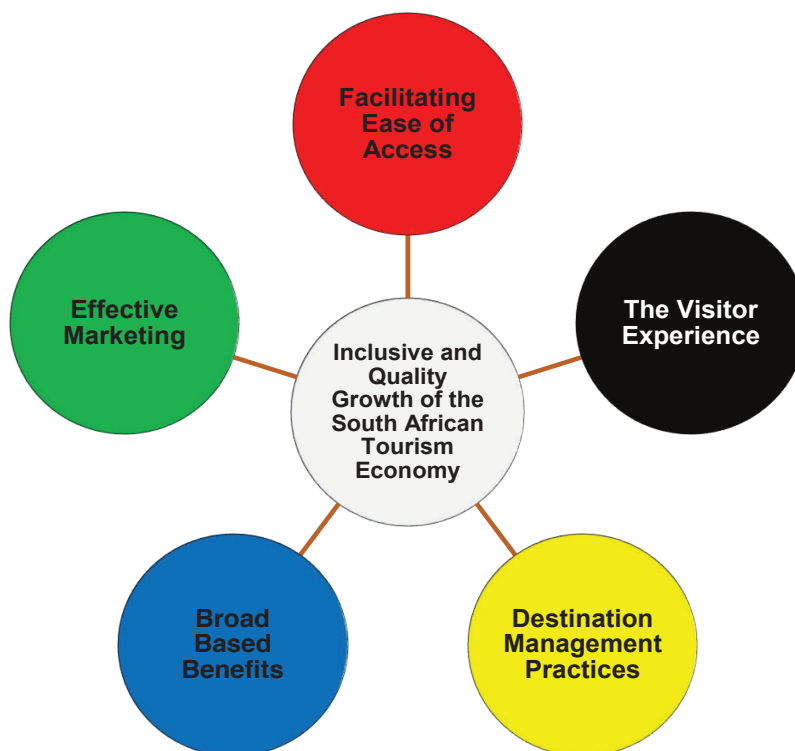 Facilitating
Ease of
Access
Effective
Marketing
The Visitor
Experience
Inclusive and
Quality
Growth of the
South African
Tourism
Economy
Broad
Based
Benefits
Destination
Management
Practices